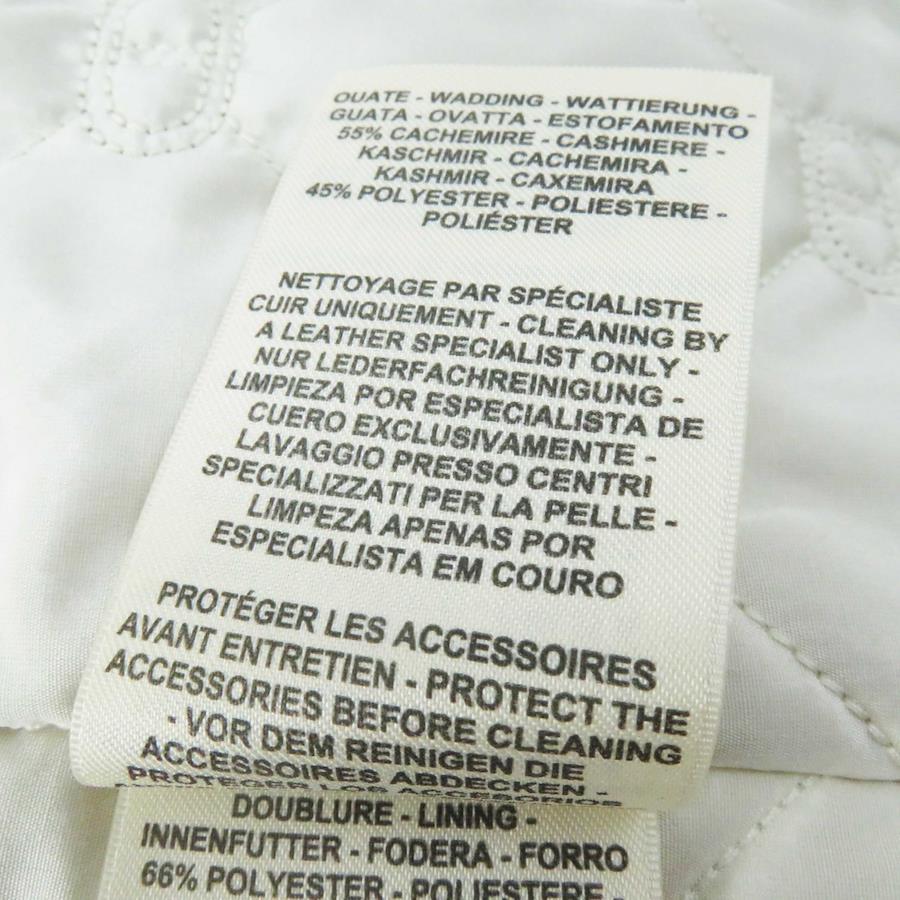 OUATE - WADDING - WATTIERUNG -
GUATA - OVATTA - ESTOFAMENTO
55% CACHEMIRE - CASHMERE -
KASCHMIR - CACHEMIRA -
KASHMIR - CAXEMIRA
45% POLYESTER - POLIESTERE -
POLIÉSTER
NETTOYAGE PAR SPÉCIALISTE
CUIR UNIQUEMENT - CLEANING BY
A LEATHER SPECIALIST ONLY -
NUR LEDERFACHREINIGUNG -
LIMPIEZA POR ESPECIALISTA DE
CUERO EXCLUSIVAMENTE -
LAVAGGIO PRESSO CENTRI
SPECIALIZZATI PER LA PELLE -
LIMPEZA APENAS POR
ESPECIALISTA EM COURO
PROTÉGER LES ACCESSOIRES
AVANT ENTRETIEN - PROTECT THE
ACCESSORIES BEFORE CLEANING
- VOR DEM REINIGEN DIE
ACCESSOIRES ABDECKEN -
PROTEGER LOS ACCESORIOS
DOUBLURE - LINING -
INNENFUTTER - FODERA - FORRO
66% POLYESTER - POLIESTERE -